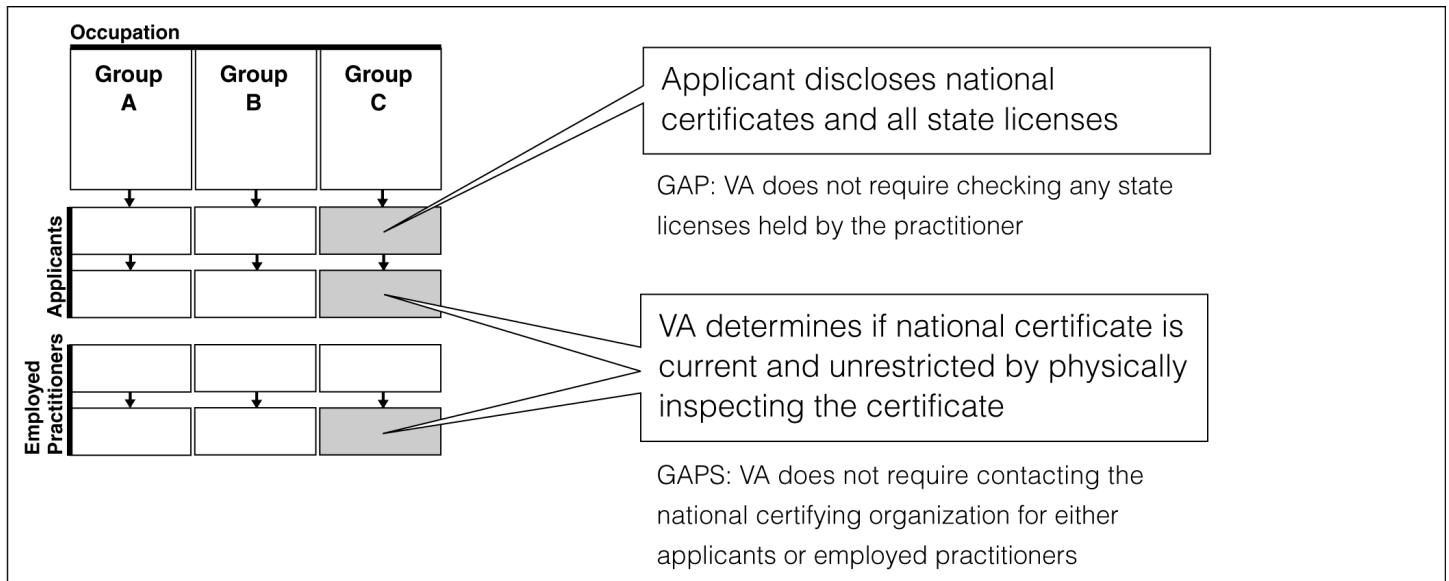 Occupation
Group
A
Group
B
Group
C
Applicants
Employed
Practitioners
Applicant discloses national
certificates and all state licenses
GAP: VA does not require checking any state
licenses held by the practitioner
VA determines if national certificate is
current and unrestricted by physically
inspecting the certificate
GAPS: VA does not require contacting the
national certifying organization for either
applicants or employed practitioners